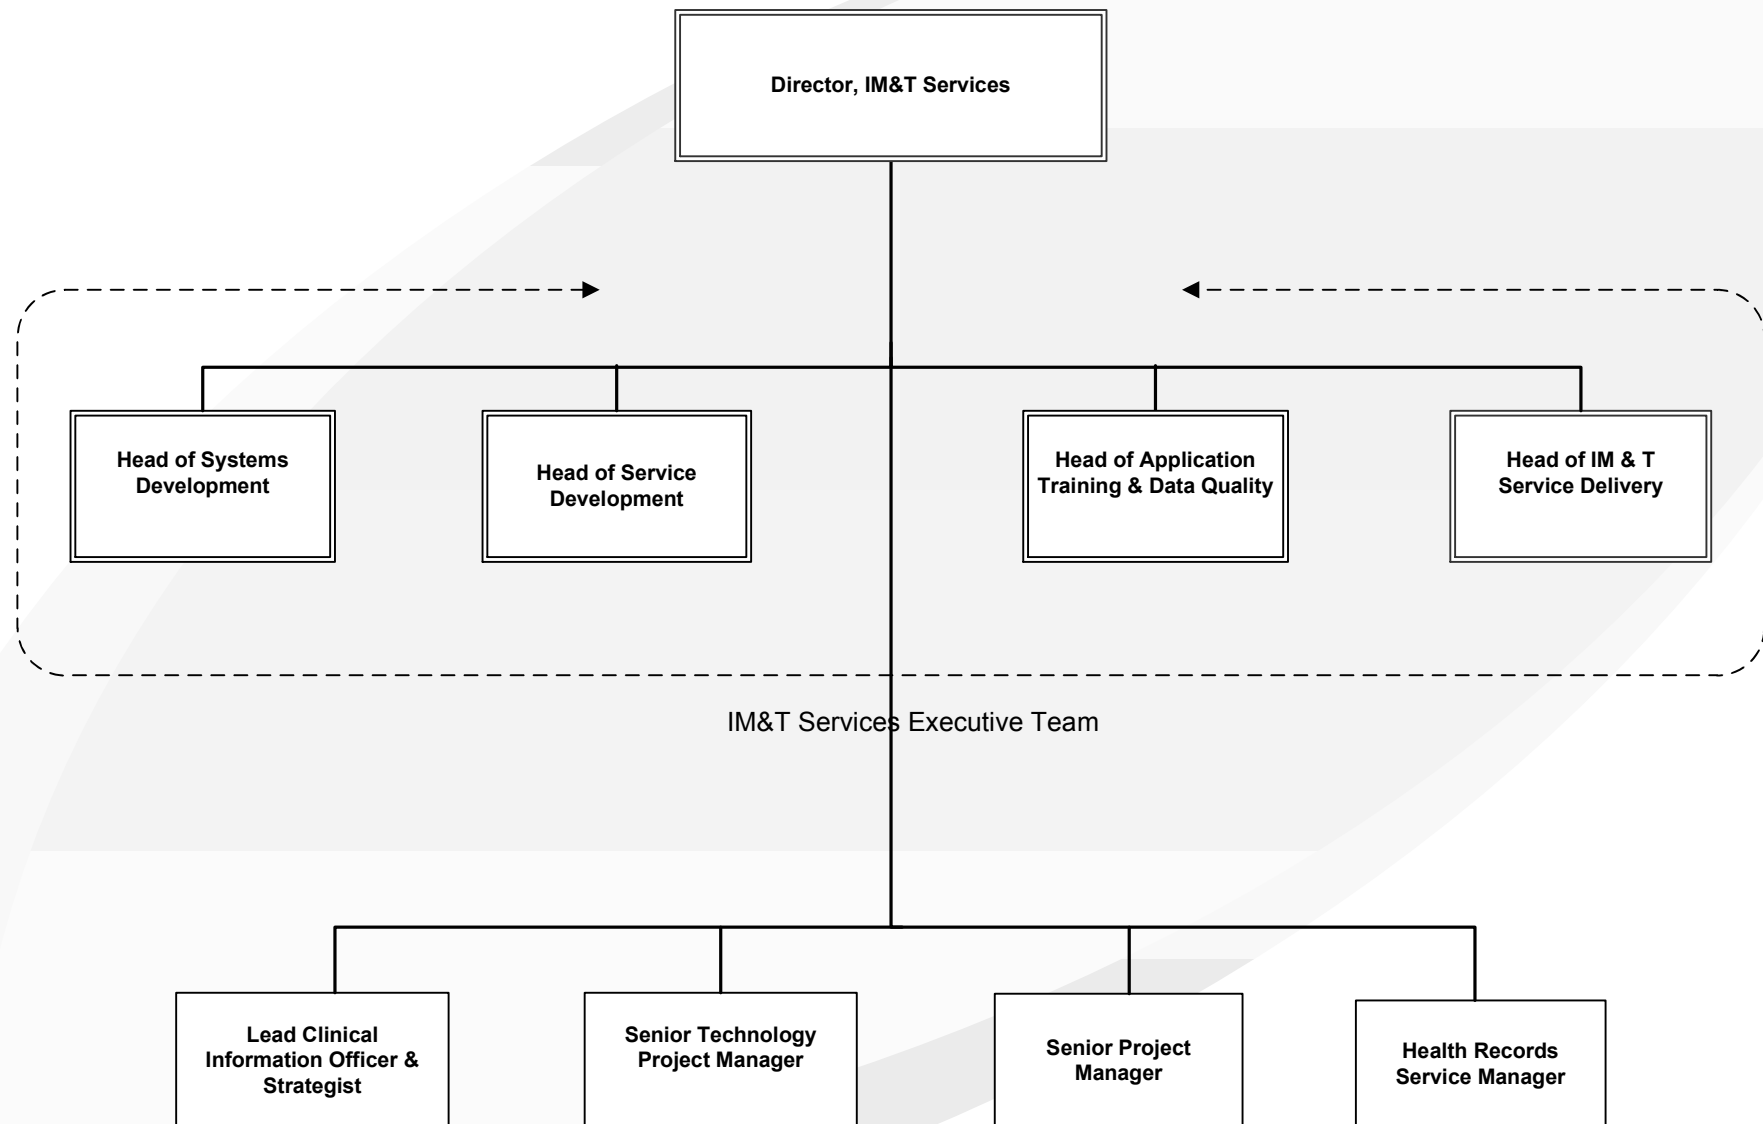 Director, IM&T Services
Head of Systems
Development
Head of Service
Development
Head of Application
Training & Data Quality
Head of IM & T
Service Delivery
IM&T Services Executive Team
Lead Clinical
Information Officer &
Strategist
Senior Technology
Project Manager
Senior Project
Manager
Health Records
Service Manager